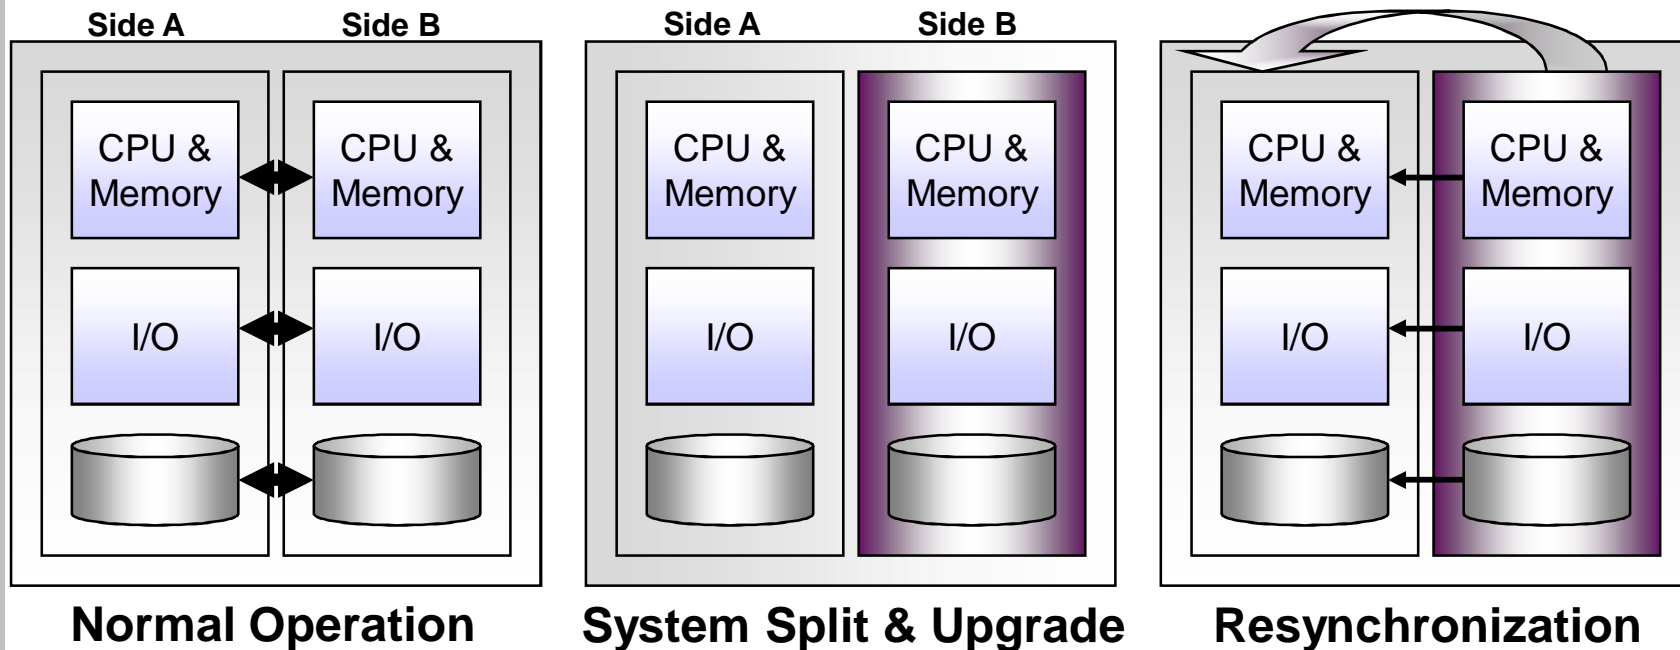 Side A
Side B
CPU &
Memory
CPU &
Memory
I/O
I/O
Normal Operation
Side A
Side B
CPU &
Memory
CPU &
Memory
I/O
I/O
System Split & Upgrade
CPU &
Memory
CPU &
Memory
I/O
I/O
Resynchronization